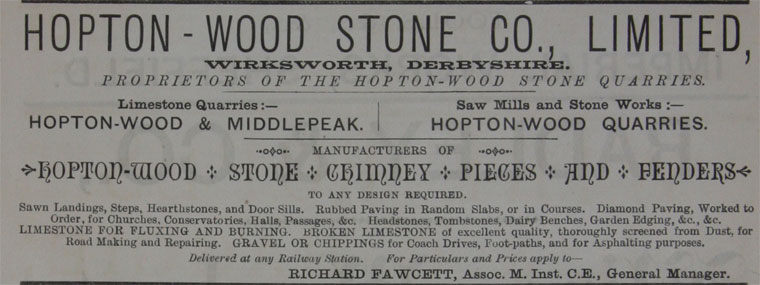 HOPTON-WOOD STONE CO., LIMITED,
WIRKSWORTH, DERBYSHIRE.
PROPRIETORS OF THE HOPTON-WOOD STONE QUARRIES.
Limestone Quarries:— Saw Mills and Stone Works:—
HOPTON-WOOD & MIDDLEPEAK. HOPTON-WOOD QUARRIES.
MANUFACTURERS OF
HOPTON-WOOD STONE CHIMNEY PIECES AND FENDERS
TO ANY DESIGN REQUIRED.
Sawn Landings, Steps, Hearthstones, and Door Sills. Rubbed Paving in Random Slabs, or in Courses. Diamond Paving, Worked to
Order, for Churches, Conservatories, Halls, Passages, &c. Headstones, Tombstones, Dairy Benches, Garden Edging, &c., &c.
LIMESTONE FOR FLUXING AND BURNING. BROKEN LIMESTONE of excellent quality, thoroughly screened from Dust, for
Road Making and Repairing. GRAVEL OR CHIPPINGS for Coach Drives, Foot-paths, and for Asphalting purposes.
Delivered at any Railway Station. For Particulars and Prices apply to—
RICHARD FAWCETT, Assoc. M. Inst. C.E., General Manager.